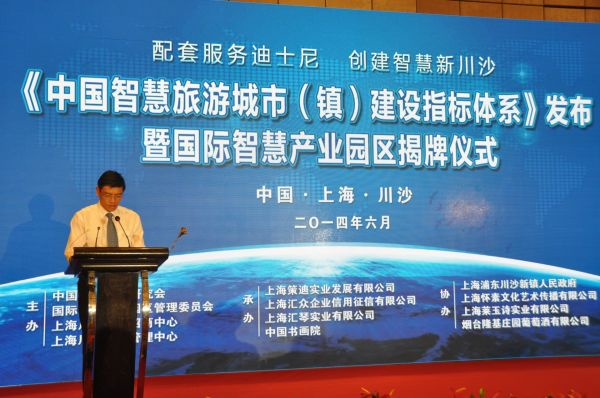 配套服务迪士尼 创建智慧新川沙
《中国智慧旅游城市（镇）建设指标体系》发布
暨国际智慧产业园区揭牌仪式
中国·上海·川沙
二〇一四年六月
主办
中国 究会
国际 区管理委员会
上海 招商中心
上海 管理中心
承办
上海策迪实业发展有限公司
上海汇众企业信用征信有限公司
上海汇琴实业有限公司
中国书画院
协办
上海浦东川沙新镇人民政府
上海怀素文化艺术传播有限公司
上海莱玉诗实业有限公司
烟台隆基庄园葡萄酒有限公司